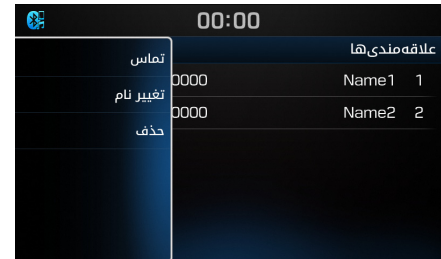 00:00
علاقه‌مندی‌ها
1 Name1 0000
2 Name2 0000
تماس
تغییر نام
حذف